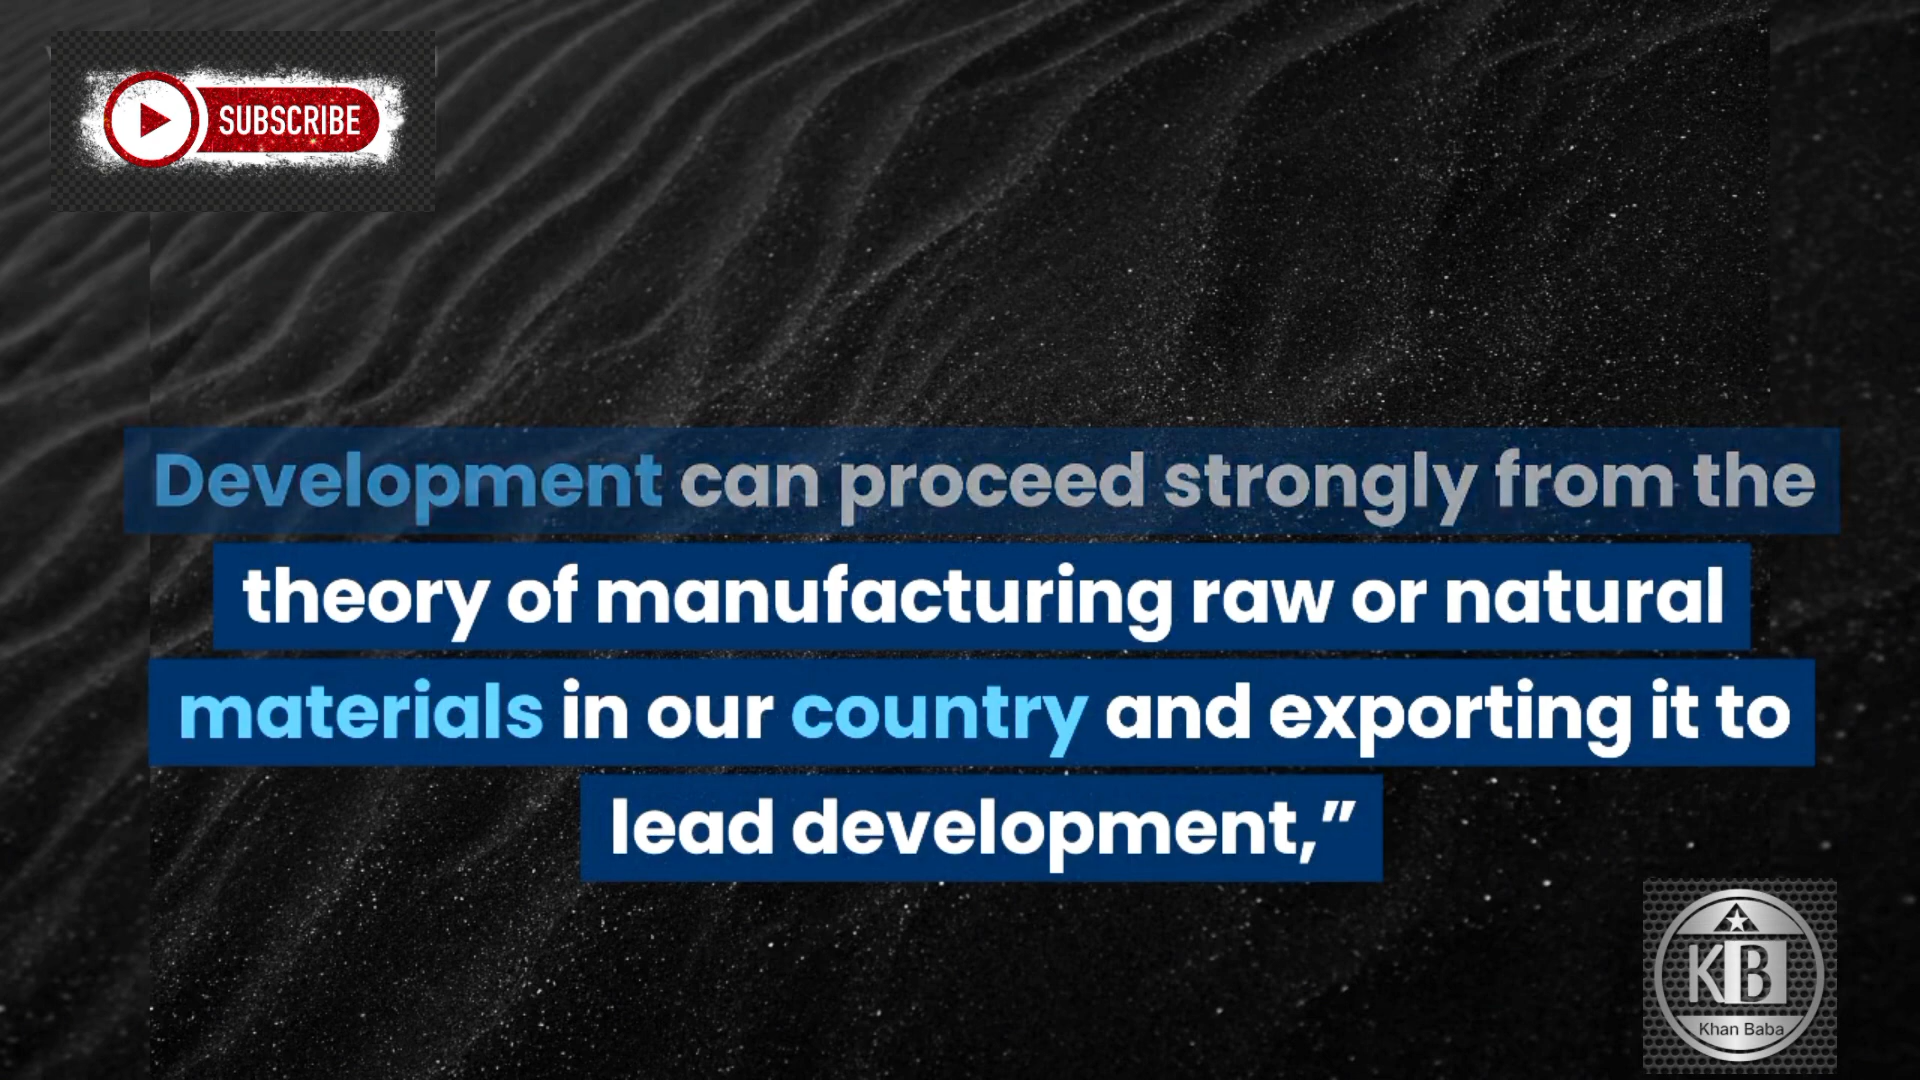 SUBSCRIBE
Development can proceed strongly from the
theory of manufacturing raw or natural
materials in our country and exporting it to
lead development,”
KB
Khan Baba